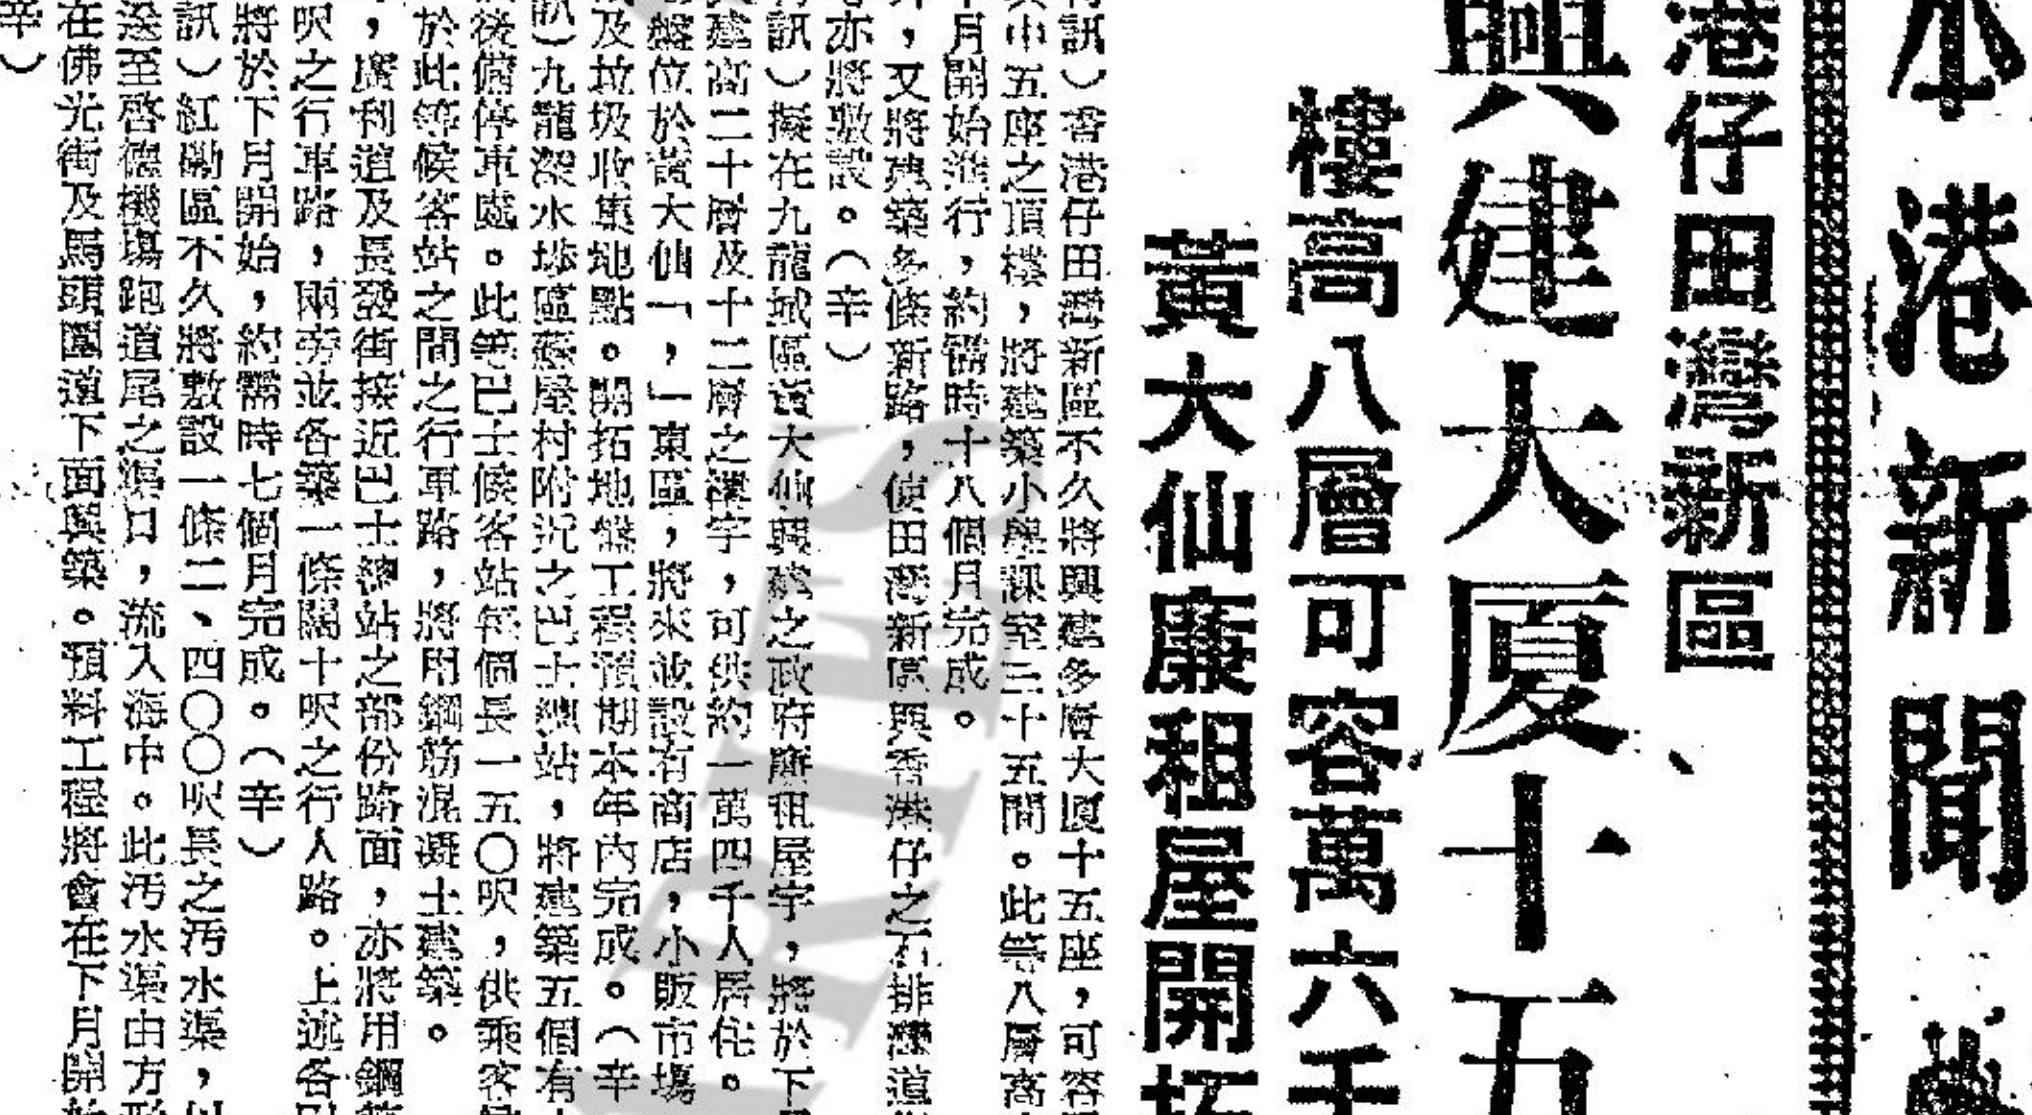 本港新聞
港仔田灣新區、
興建大厦十五
樓高八層可容萬六千
黃大仙廉租屋開拓
訊）香港仔田灣新區不久將興建多層大厦十五座，可容
其中五座之頂樓，將建築小學課室三十五間。此等八層高
月開始進行，約需時十八個月完成。
，又將建築多條新路，使田灣新區與香港仔之石排灣道
亦將敷設。（辛）
訊）擬在九龍城區黃大仙興建之政府廉租屋宇，將於下
建高二十層及十二層之樓宇，可供約一萬四千人居住。
盤位於黃大仙「，」東區，將來並設有商店，小販市場
及垃圾收集地點。開拓地盤工程預期本年內完成。（辛
訊）九龍深水埗區蘇屋村附近之巴士總站，將建築五個有
後備停車處。此等巴士候客站每個長一五〇呎，供乘客
於此等候客站之間之行車路，將用鋼筋混凝土建築。
，廣利道及長發街接近巴士總站之部份路面，亦將用鋼
呎之行車路，兩旁並各築一條闊十呎之行人路。上述各
將於下月開始，約需時七個月完成。（辛）
訊）紅磡區不久將敷設一條二、四〇〇呎長之污水渠，
送至啓德機場跑道尾之渠口，流入海中。此污水渠由方形
在佛光街及馬頭圍道下面興築。預料工程將會在下月開始
辛）
RIES